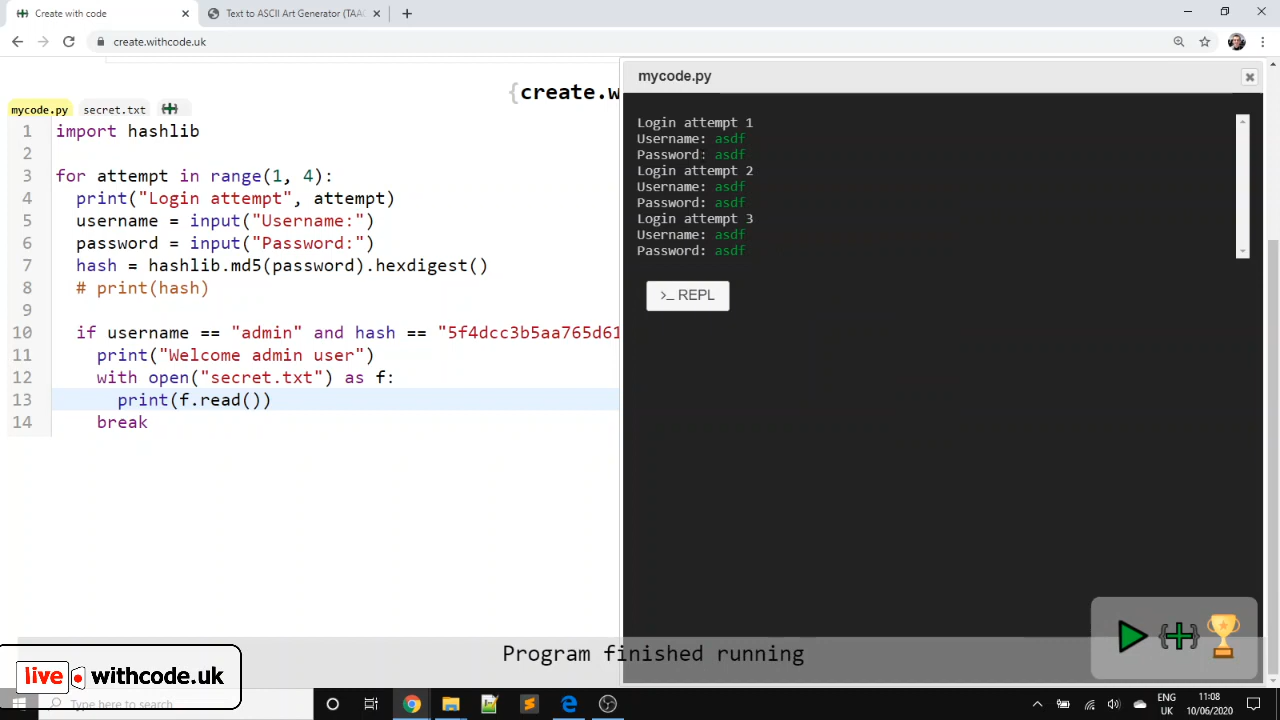 Create with code
Text to ASCII Art Generator (TAA
create.withcode.uk
{create.w
mycode.py
secret.txt
1 import hashlib
2
3 for attempt in range(1, 4):
4 print("Login attempt", attempt)
5 username = input("Username:")
6 password = input("Password:")
7 hash = hashlib.md5(password).hexdigest()
8 # print(hash)
9
10 if username == "admin" and hash == "5f4dcc3b5aa765d61
11 print("Welcome admin user")
12 with open("secret.txt") as f:
13 print(f.read())
14 break
mycode.py
Login attempt 1
Username: asdf
Password: asdf
Login attempt 2
Username: asdf
Password: asdf
Login attempt 3
Username: asdf
Password: asdf
>_ REPL
Program finished running
live withcode.uk
Type here to search
ENG
UK
11:08
10/06/2020